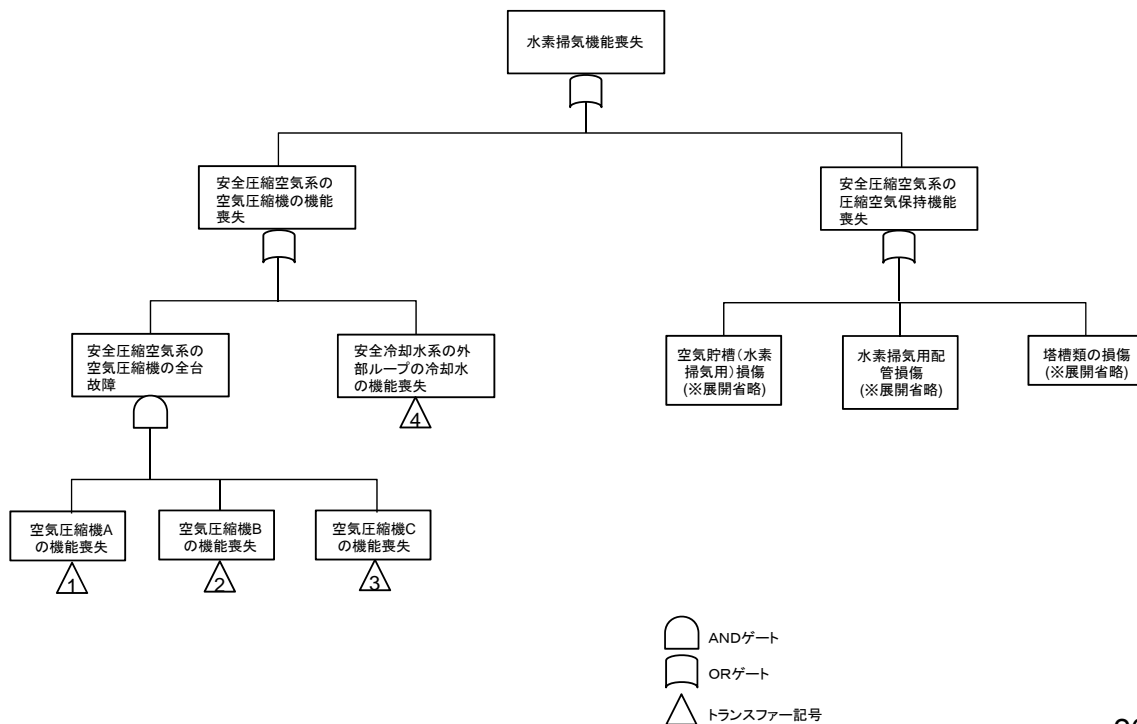 水素掃気機能喪失
安全圧縮空気系の
空気圧縮機の機能
喪失
安全圧縮空気系の
圧縮空気保持機能
喪失
安全圧縮空気系の
空気圧縮機の全台
故障
安全冷却水系の外
部ループの冷却水
の機能喪失
4
空気貯槽(水素
掃気用)損傷
(※展開省略)
水素掃気用配
管損傷
(※展開省略)
塔槽類の損傷
(※展開省略)
空気圧縮機A
の機能喪失
1
空気圧縮機B
の機能喪失
2
空気圧縮機C
の機能喪失
3
ANDゲート
ORゲート
トランスファー記号